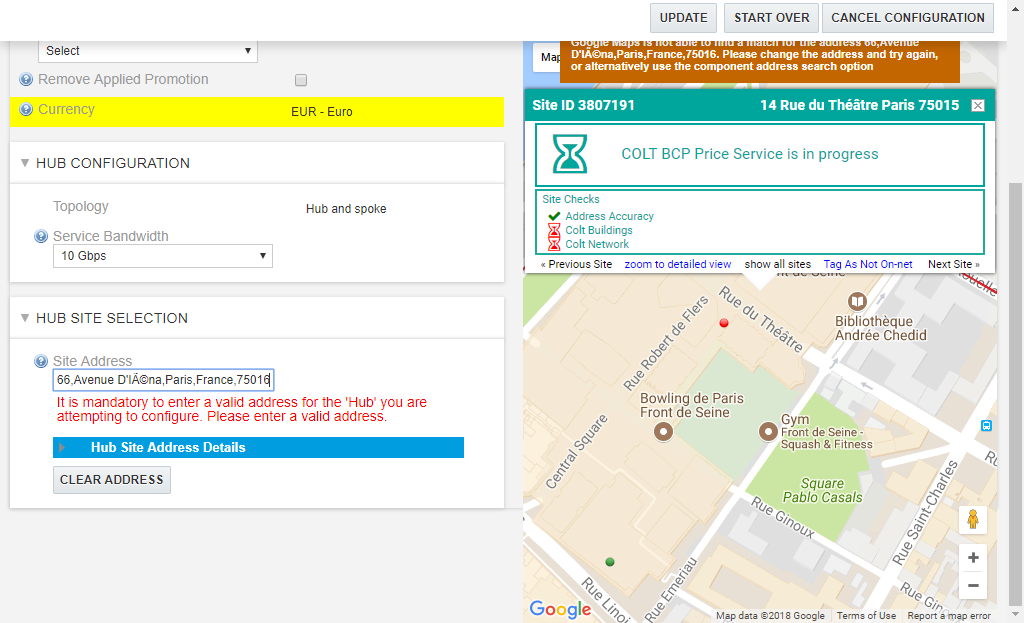 UPDATE
START OVER
CANCEL CONFIGURATION
Select
Remove Applied Promotion
Currency
EUR - Euro
HUB CONFIGURATION
Topology
Hub and spoke
Service Bandwidth
10 Gbps
HUB SITE SELECTION
Site Address
66,Avenue D'IÃ©na,Paris,France,75016
It is mandatory to enter a valid address for the 'Hub' you are
attempting to configure. Please enter a valid address.
Hub Site Address Details
CLEAR ADDRESS
Map
Google Maps is not able to find a match for the address 66,Avenue
D'IÃ©na,Paris,France,75016. Please change the address and try again,
or alternatively use the component address search option
Site ID 3807191
14 Rue du Théâtre Paris 75015
COLT BCP Price Service is in progress
Site Checks
Address Accuracy
Colt Buildings
Colt Network
« Previous Site
zoom to detailed view
show all sites
Tag As Not On-net
Next Site »
de Seine
Rue du Théâtre
Rue Robert de Flers
Bibliothèque
Andrée Chedid
Bowling de Paris
Front de Seine
Gym
Front de Seine -
Squash & Fitness
Central Square
Square
Pablo Casals
Rue Ginoux
Rue Saint-Charles
Rue Emeriau
Rue Linoi
Rue Gin
Ru
Google
Map data ©2018 Google
Terms of Use
Report a map error